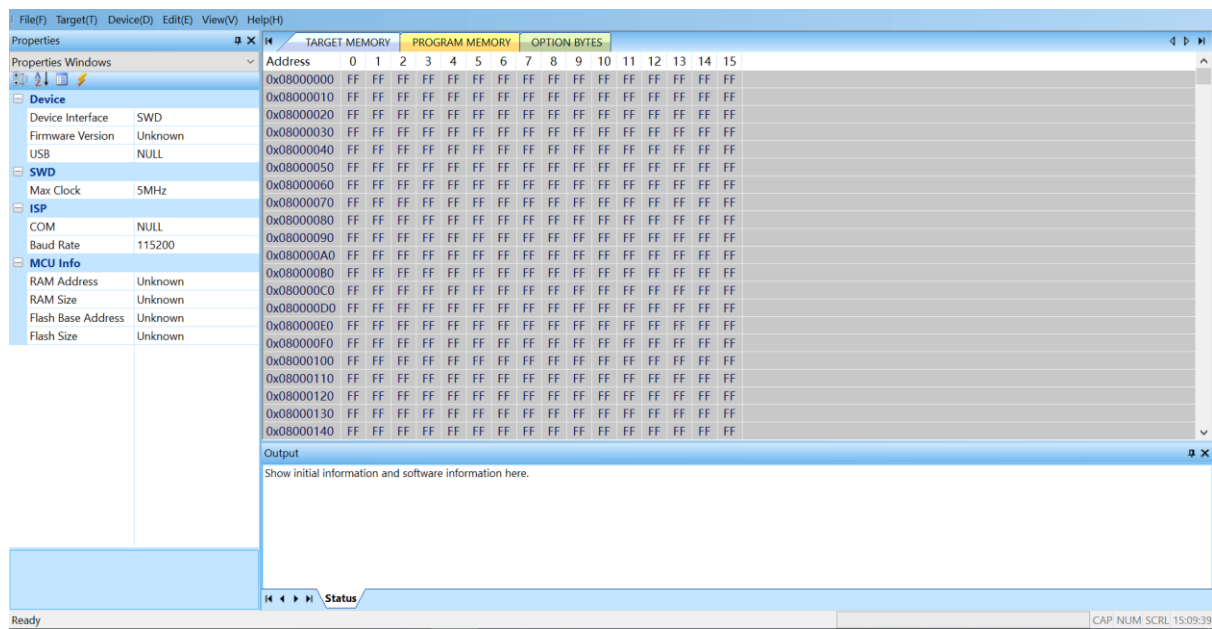 File(F) Target(T) Device(D) Edit(E) View(V) Help(H)
Properties
Properties Windows
Device
Device Interface SWD
Firmware Version Unknown
USB NULL
SWD
Max Clock 5MHz
ISP
COM NULL
Baud Rate 115200
MCU Info
RAM Address Unknown
RAM Size Unknown
Flash Base Address Unknown
Flash Size Unknown
TARGET MEMORY PROGRAM MEMORY OPTION BYTES
Address 0 1 2 3 4 5 6 7 8 9 10 11 12 13 14 15
0x08000000 FF FF FF FF FF FF FF FF FF FF FF FF FF FF FF FF
0x08000010 FF FF FF FF FF FF FF FF FF FF FF FF FF FF FF FF
0x08000020 FF FF FF FF FF FF FF FF FF FF FF FF FF FF FF FF
0x08000030 FF FF FF FF FF FF FF FF FF FF FF FF FF FF FF FF
0x08000040 FF FF FF FF FF FF FF FF FF FF FF FF FF FF FF FF
0x08000050 FF FF FF FF FF FF FF FF FF FF FF FF FF FF FF FF
0x08000060 FF FF FF FF FF FF FF FF FF FF FF FF FF FF FF FF
0x08000070 FF FF FF FF FF FF FF FF FF FF FF FF FF FF FF FF
0x08000080 FF FF FF FF FF FF FF FF FF FF FF FF FF FF FF FF
0x08000090 FF FF FF FF FF FF FF FF FF FF FF FF FF FF FF FF
0x080000A0 FF FF FF FF FF FF FF FF FF FF FF FF FF FF FF FF
0x080000B0 FF FF FF FF FF FF FF FF FF FF FF FF FF FF FF FF
0x080000C0 FF FF FF FF FF FF FF FF FF FF FF FF FF FF FF FF
0x080000D0 FF FF FF FF FF FF FF FF FF FF FF FF FF FF FF FF
0x080000E0 FF FF FF FF FF FF FF FF FF FF FF FF FF FF FF FF
0x080000F0 FF FF FF FF FF FF FF FF FF FF FF FF FF FF FF FF
0x08000100 FF FF FF FF FF FF FF FF FF FF FF FF FF FF FF FF
0x08000110 FF FF FF FF FF FF FF FF FF FF FF FF FF FF FF FF
0x08000120 FF FF FF FF FF FF FF FF FF FF FF FF FF FF FF FF
0x08000130 FF FF FF FF FF FF FF FF FF FF FF FF FF FF FF FF
0x08000140 FF FF FF FF FF FF FF FF FF FF FF FF FF FF FF FF
Output
Show initial information and software information here.
Status
Ready CAP NUM SCRL 15:09:39